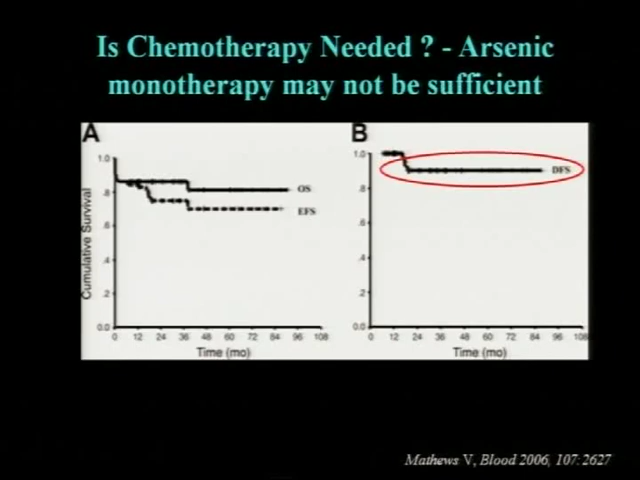 Is Chemotherapy Needed ? - Arsenic
monotherapy may not be sufficient
A
B
1.0
.8
.6
.4
.2
0.0
Cumulative Survival
OS
EFS
0 12 24 36 48 60 72 84 96 108
Time (mo)
1.0
.8
.6
.4
.2
0.0
DFS
0 12 24 36 48 60 72 84 96 108
Time (mo)
Mathews V, Blood 2006, 107:2627